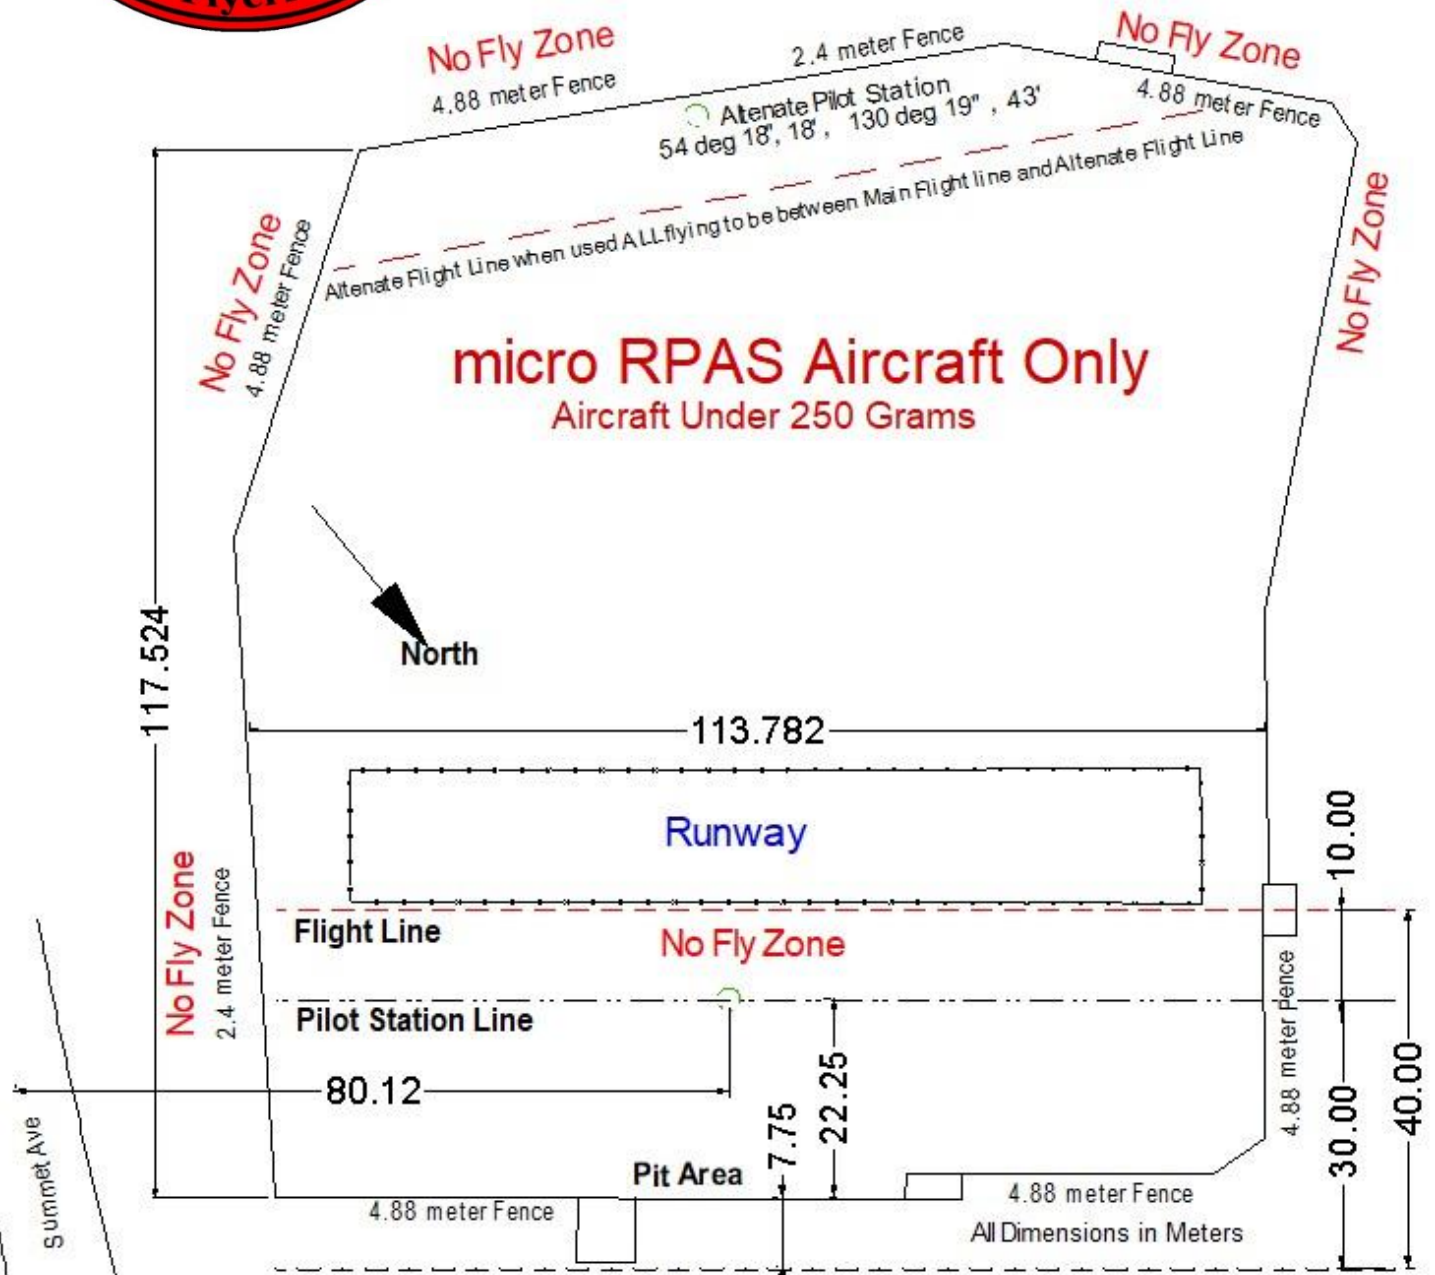 Flyers
No Fly Zone
4.88 meter Fence
2.4 meter Fence
No Fly Zone
4.88 meter Fence
Altenate Pilot Station
54 deg 18", 18', 130 deg 19" , 43'
Altenate Flight Line when used ALL flying to be between Main Flight line and Altenate Flight Line
No Fly Zone
4.88 meter Fence
No Fly Zone
micro RPAS Aircraft Only
Aircraft Under 250 Grams
North
117.524
113.782
Runway
10.00
Flight Line
No Fly Zone
No Fly Zone
2.4 meter Fence
Pilot Station Line
4.88 meter Fence
80.12
22.25
7.75
30.00
40.00
Summet Ave
Pit Area
4.88 meter Fence
4.88 meter Fence
All Dimensions in Meters